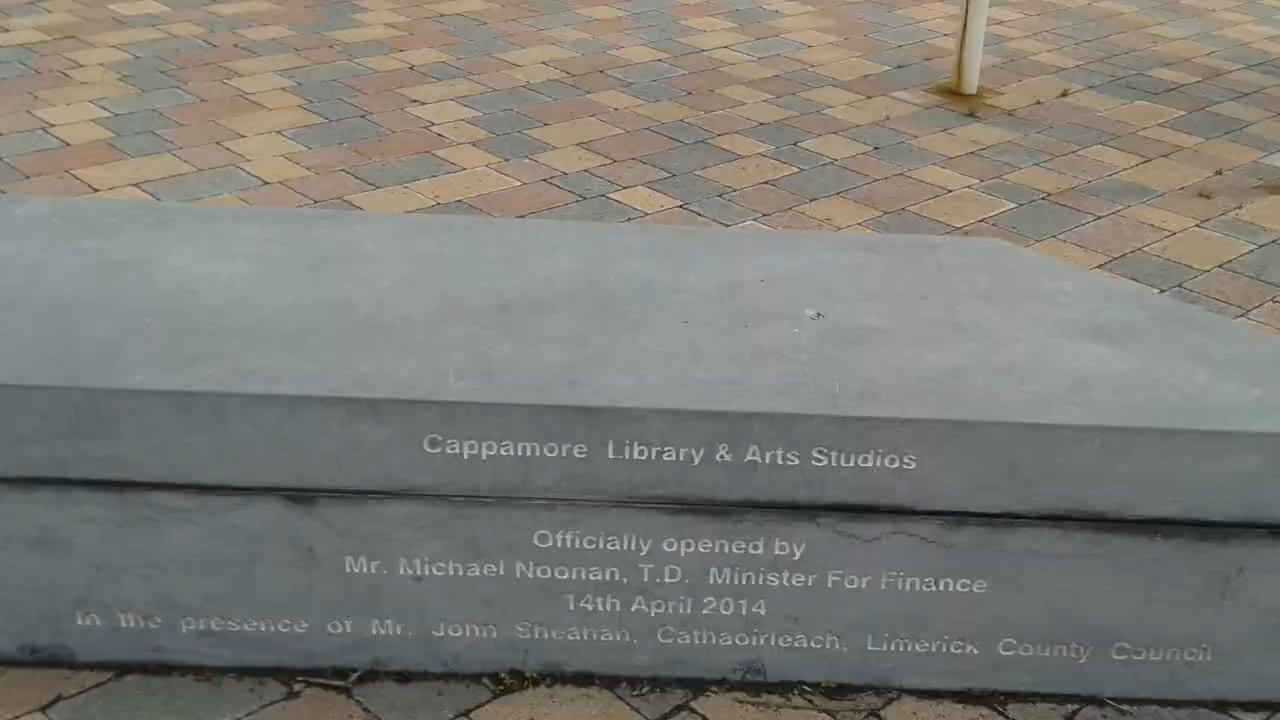 Cappamore Library & Arts Studios
Officially opened by
Mr. Michael Noonan, T.D. Minister For Finance
14th April 2014
In the presence of Mr. John Sheahan, Cathaoirleach, Limerick County Council